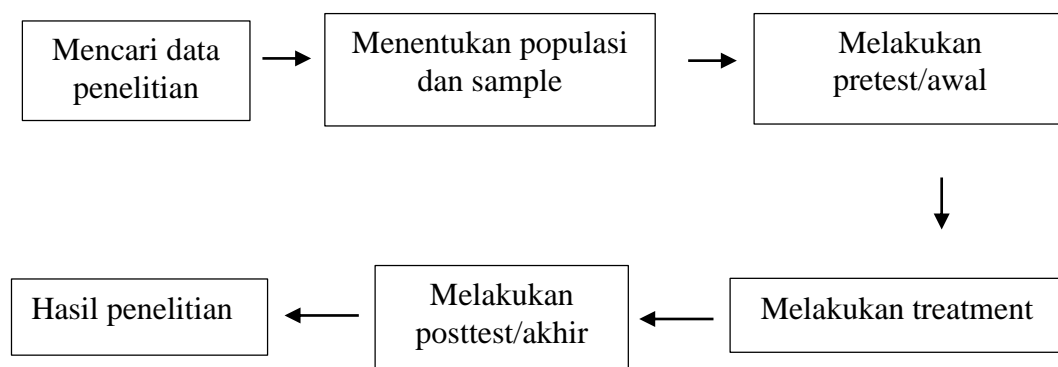 Mencari data
penelitian
Menentukan populasi
dan sample
Melakukan
pretest/awal
Melakukan treatment
Melakukan
posttest/akhir
Hasil penelitian